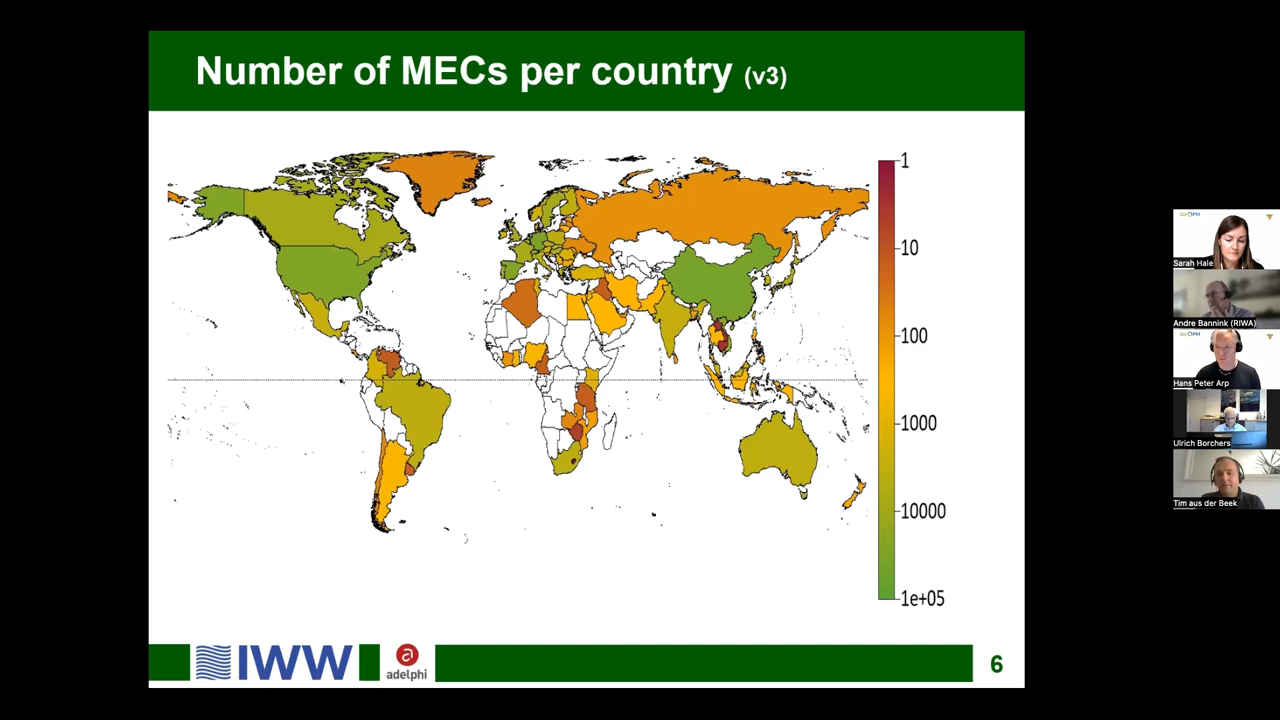 Number of MECs per country (v3)
1
10
100
1000
10000
1e+05
IWW
adelphi
6
Sarah Hale
Andre Bannink (RIWA)
Hans Peter Arp
Ulrich Borchers
Tim aus der Beek